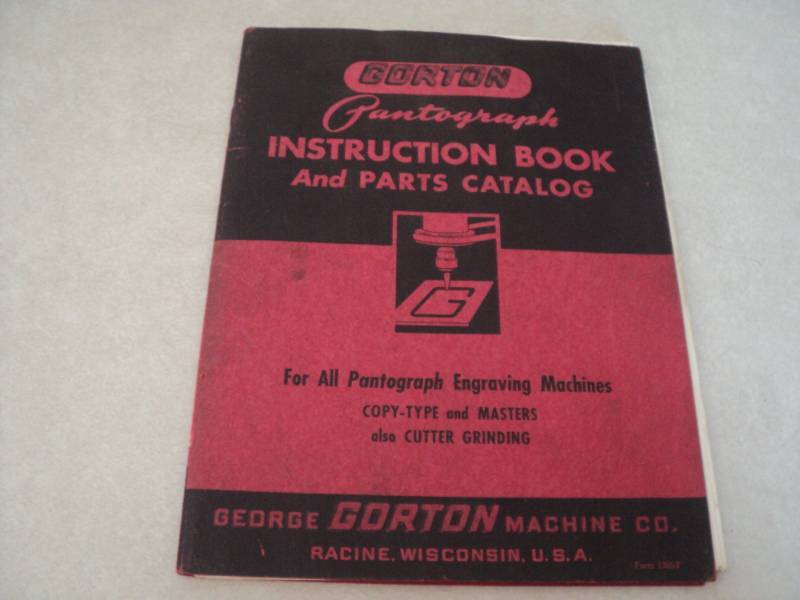 GORTON
Pantograph
INSTRUCTION BOOK
And PARTS CATALOG
G
For All Pantograph Engraving Machines
COPY-TYPE and MASTERS
also CUTTER GRINDING
GEORGE GORTON MACHINE CO.
RACINE, WISCONSIN, U.S.A.
Form